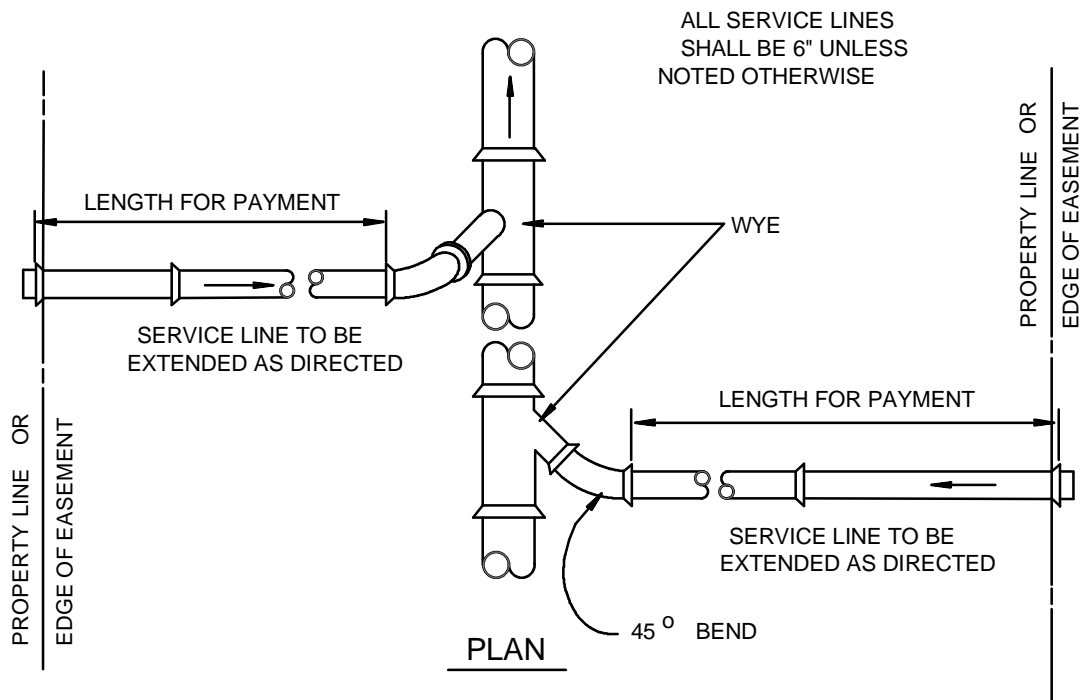 ALL SERVICE LINES
SHALL BE 6" UNLESS
NOTED OTHERWISE
PROPERTY LINE OR
EDGE OF EASEMENT
LENGTH FOR PAYMENT
WYE
SERVICE LINE TO BE
EXTENDED AS DIRECTED
LENGTH FOR PAYMENT
PROPERTY LINE OR
EDGE OF EASEMENT
SERVICE LINE TO BE
EXTENDED AS DIRECTED
45° BEND
PLAN